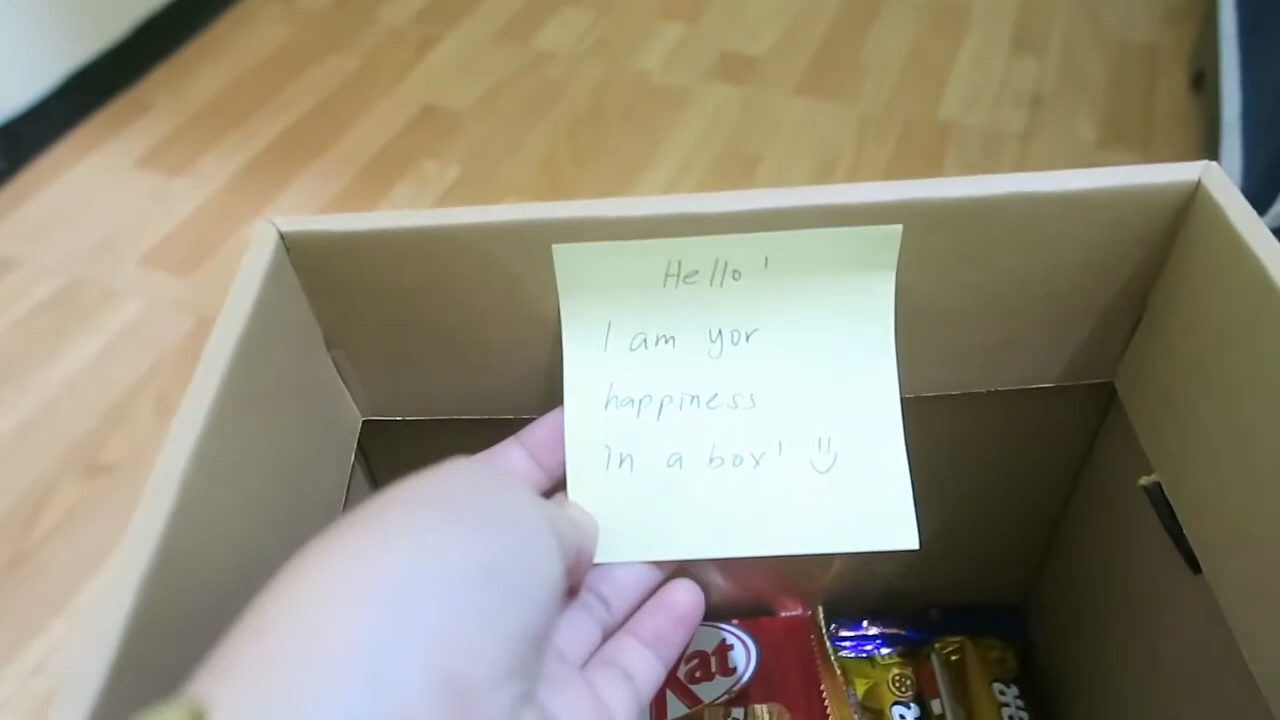 Hello!
I am yor
happiness
in a box! :)
Kat